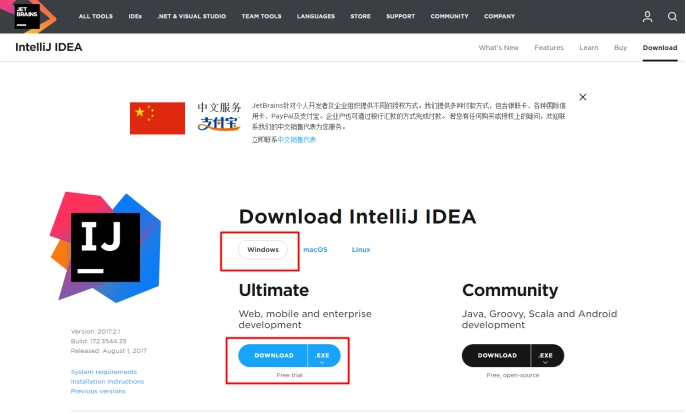 JET
BRAINS
ALL TOOLS IDEs .NET & VISUAL STUDIO TEAM TOOLS LANGUAGES STORE SUPPORT COMMUNITY COMPANY
IntelliJ IDEA What's New Features Learn Buy Download
中文服务
支付宝
JetBrains针对个人开发者及企业组织提供不同的授权方式。我们提供多种付款方式，包含银联卡、各种国际信
用卡、PayPal及支付宝。企业户也可通过银行汇款的方式完成付款。 若您有任何购买或授权上的疑问，欢迎联
系我们的中文销售代表为您服务。
立即联系中文销售代表
IJ
Download IntelliJ IDEA
Windows macOS Linux
Ultimate
Web, mobile and enterprise
development
DOWNLOAD .EXE
Free trial
Community
Java, Groovy, Scala and Android
development
DOWNLOAD .EXE
Free, open-source
Version: 2017.2.1
Build: 172.3544.35
Released: August 1, 2017
System requirements
Installation Instructions
Previous versions